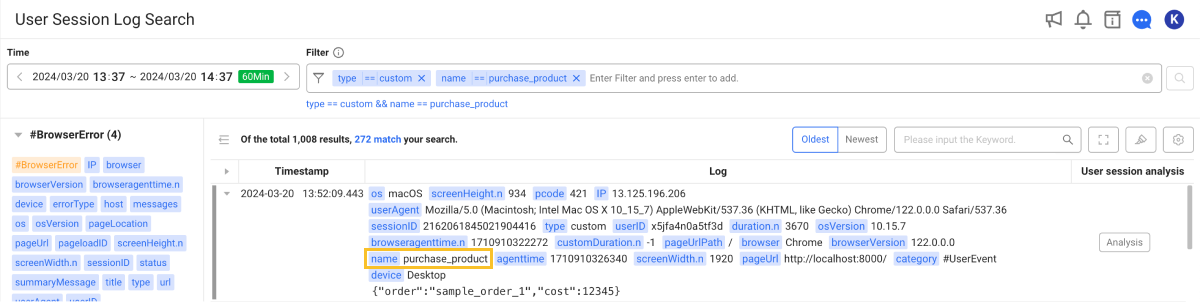 User Session Log Search
K
Time
Filter
2024/03/20 13:37 ~ 2024/03/20 14:37 60Min
type == custom × name == purchase_product × Enter Filter and press enter to add.
type == custom && name == purchase_product
#BrowserError (4)
#BrowserError IP browser
browserVersion browseragenttime.n
device errorType host messages
os osVersion pageLocation
pageUrl pageloadID screenHeight.n
screenWidth.n sessionID status
summaryMessage title type url
userAgent userID
Of the total 1,008 results, 272 match your search.
Oldest Newest Please input the Keyword.
Timestamp Log User session analysis
2024-03-20 13:52:09.443 os macOS screenHeight.n 934 pcode 421 IP 13.125.196.206
userAgent Mozilla/5.0 (Macintosh; Intel Mac OS X 10_15_7) AppleWebKit/537.36 (KHTML, like Gecko) Chrome/122.0.0.0 Safari/537.36
sessionID 2162061845021904416 type custom userID x5jfa4n0a5tf3d duration.n 3670 osVersion 10.15.7
browseragenttime.n 1710910322272 customDuration.n -1 pageUrlPath / browser Chrome browserVersion 122.0.0.0
Analysis
name purchase_product agenttime 1710910326340 screenWidth.n 1920 pageUrl http://localhost:8000/ category #UserEvent
device Desktop
{"order":"sample_order_1","cost":12345}